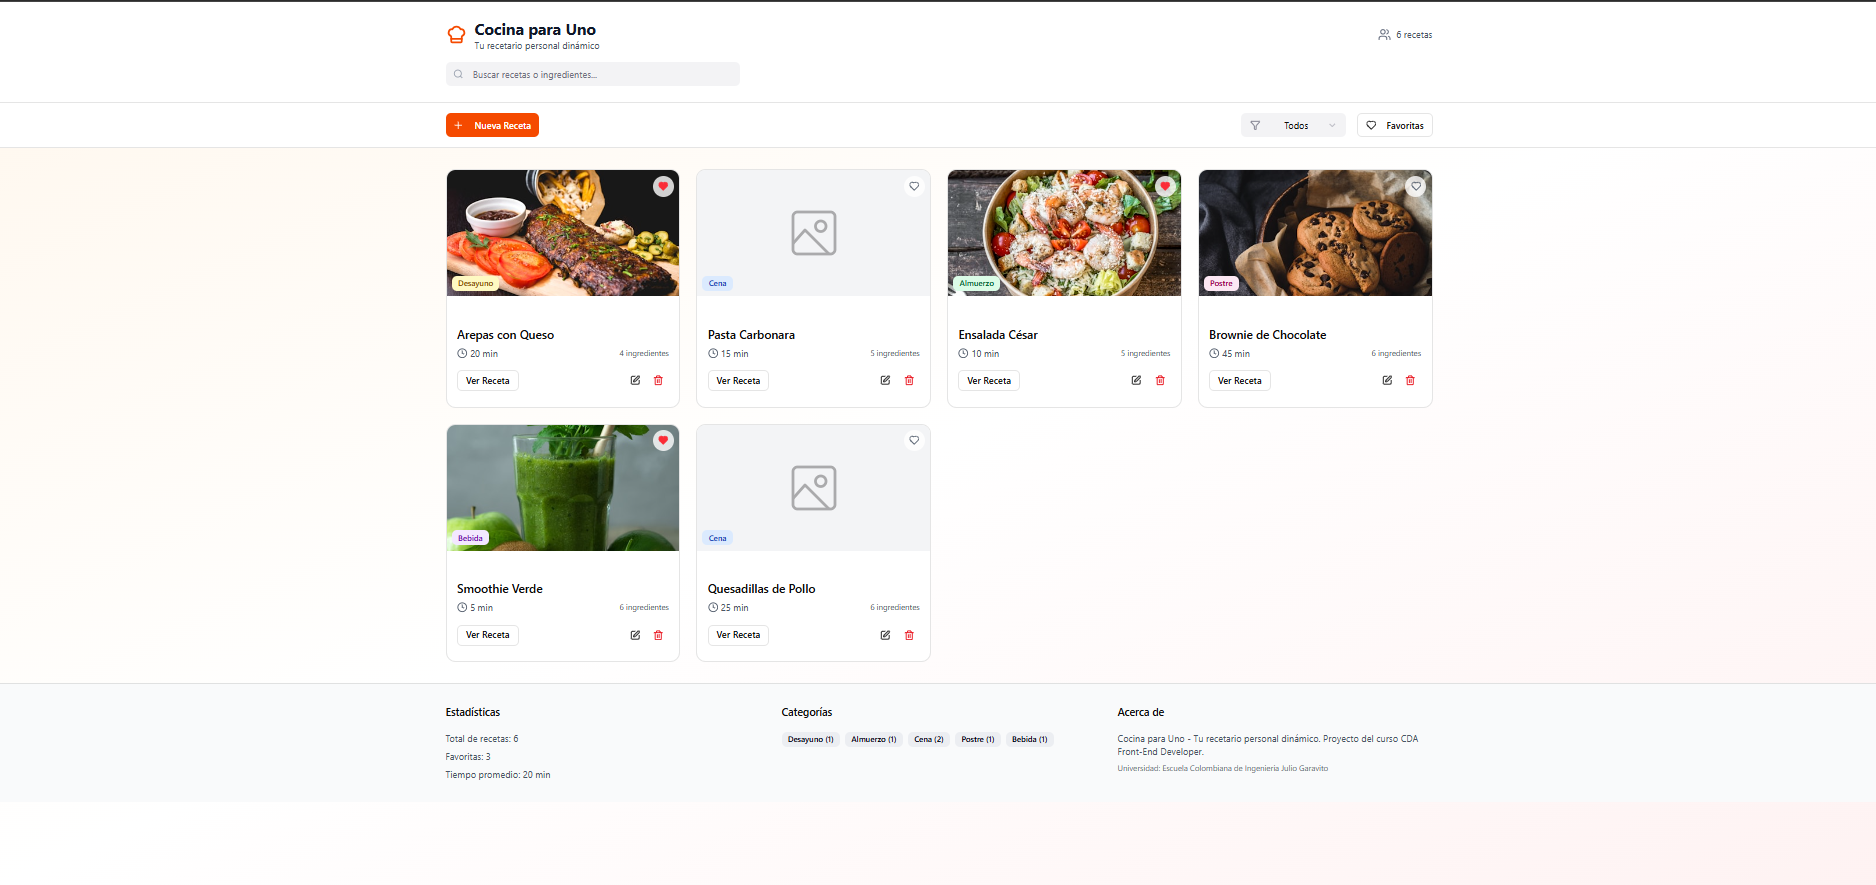 Cocina para Uno
Tu recetario personal dinámico
6 recetas
Buscar recetas o ingredientes...
Nueva Receta
Todos
Favoritas
Desayuno
Arepas con Queso
20 min
4 ingredientes
Ver Receta
Cena
Pasta Carbonara
15 min
5 ingredientes
Ver Receta
Almuerzo
Ensalada César
10 min
5 ingredientes
Ver Receta
Postre
Brownie de Chocolate
45 min
6 ingredientes
Ver Receta
Bebida
Smoothie Verde
5 min
6 ingredientes
Ver Receta
Cena
Quesadillas de Pollo
25 min
6 ingredientes
Ver Receta
Estadísticas
Total de recetas: 6
Favoritas: 3
Tiempo promedio: 20 min
Categorías
Desayuno (1)
Almuerzo (1)
Cena (2)
Postre (1)
Bebida (1)
Acerca de
Cocina para Uno - Tu recetario personal dinámico. Proyecto del curso CDA
Front-End Developer.
Universidad: Escuela Colombiana de Ingeniería Julio Garavito